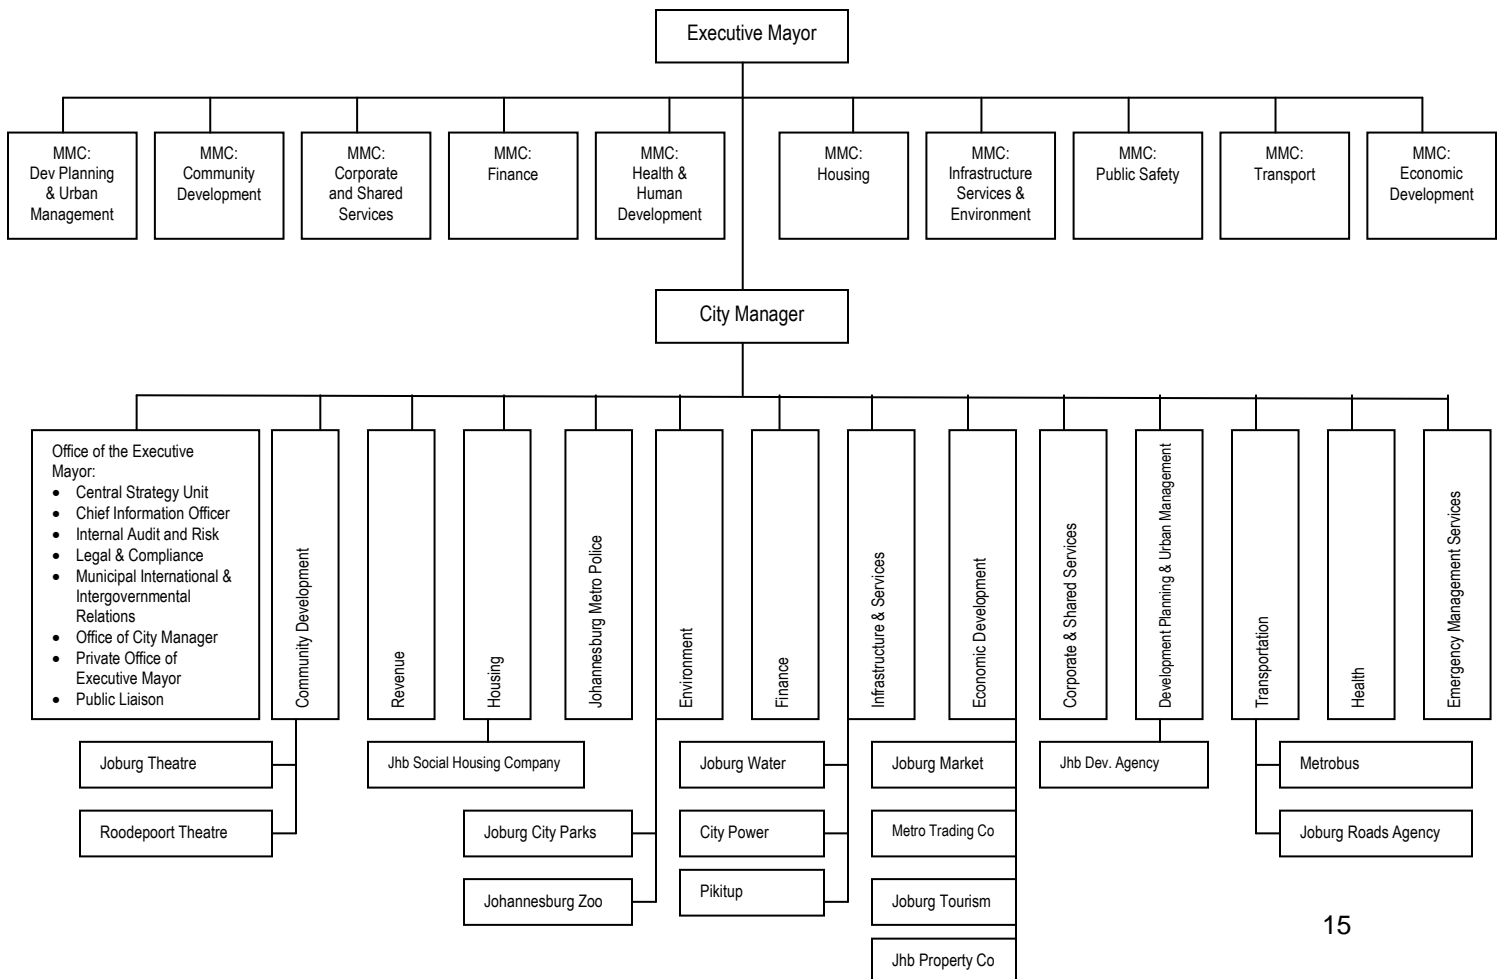 Executive Mayor
MMC:
Dev Planning
& Urban
Management
MMC:
Community
Development
MMC:
Corporate
and Shared
Services
MMC:
Finance
MMC:
Health &
Human
Development
MMC:
Housing
MMC:
Infrastructure
Services &
Environment
MMC:
Public Safety
MMC:
Transport
MMC:
Economic
Development
City Manager
Office of the Executive
Mayor:
• Central Strategy Unit
• Chief Information Officer
• Internal Audit and Risk
• Legal & Compliance
• Municipal International &
Intergovernmental
Relations
• Office of City Manager
• Private Office of
Executive Mayor
• Public Liaison
Community Development
Revenue
Housing
Johannesburg Metro Police
Environment
Finance
Infrastructure & Services
Economic Development
Corporate & Shared Services
Development Planning & Urban Management
Transportation
Health
Emergency Management Services
Joburg Theatre
Jhb Social Housing Company
Joburg Water
Joburg Market
Jhb Dev. Agency
Metrobus
Roodepoort Theatre
Joburg City Parks
City Power
Metro Trading Co
Joburg Roads Agency
Johannesburg Zoo
Pikitup
Joburg Tourism
Jhb Property Co
15